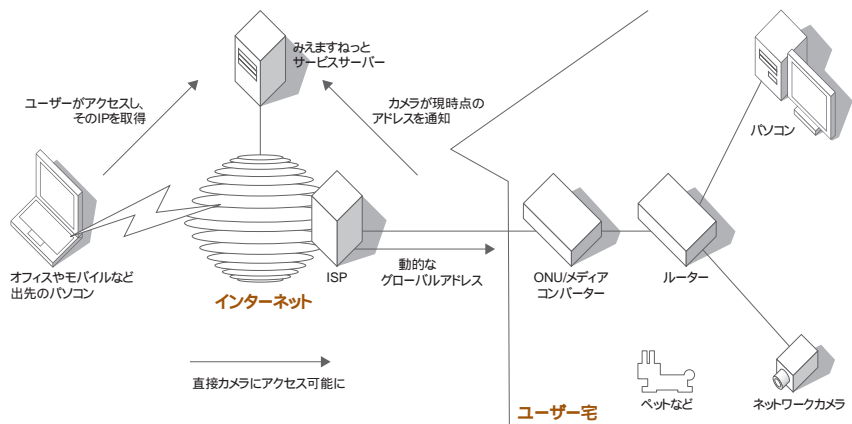 みえますねっと
サービスサーバー
ユーザーがアクセスし、
そのIPを取得
カメラが現時点の
アドレスを通知
パソコン
オフィスやモバイルなど
出先のパソコン
インターネット
ISP
動的な
グローバルアドレス
ONU/メディア
コンバーター
ルーター
直接カメラにアクセス可能に
ユーザー宅
ペットなど
ネットワークカメラ